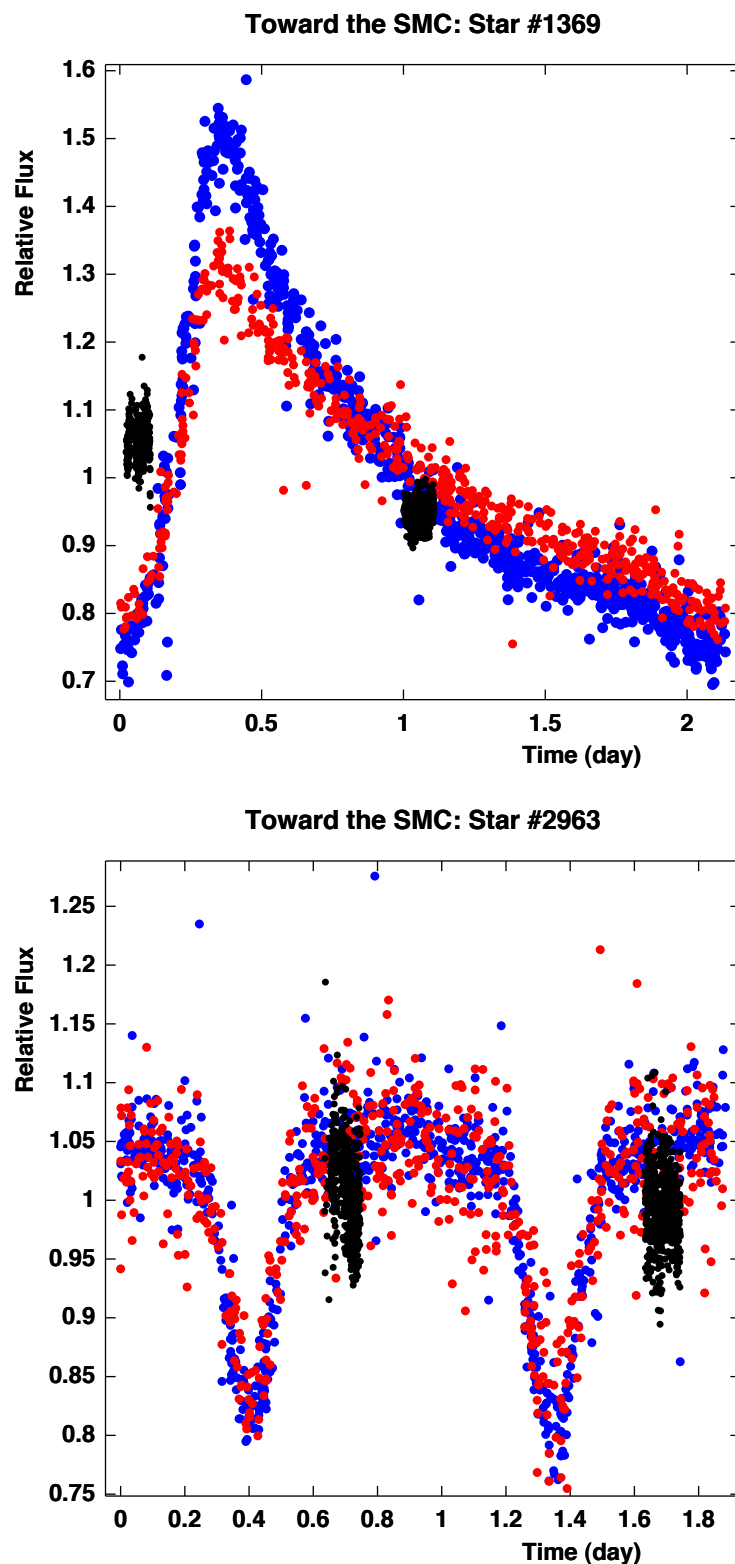 Toward the SMC: Star #1369
1.6
1.5
1.4
1.3
1.2
1.1
1
0.9
0.8
0.7
Relative Flux
0 0.5 1 1.5 2
Time (day)
Toward the SMC: Star #2963
1.25
1.2
1.15
1.1
1.05
1
0.95
0.9
0.85
0.8
0.75
Relative Flux
0 0.2 0.4 0.6 0.8 1 1.2 1.4 1.6 1.8
Time (day)